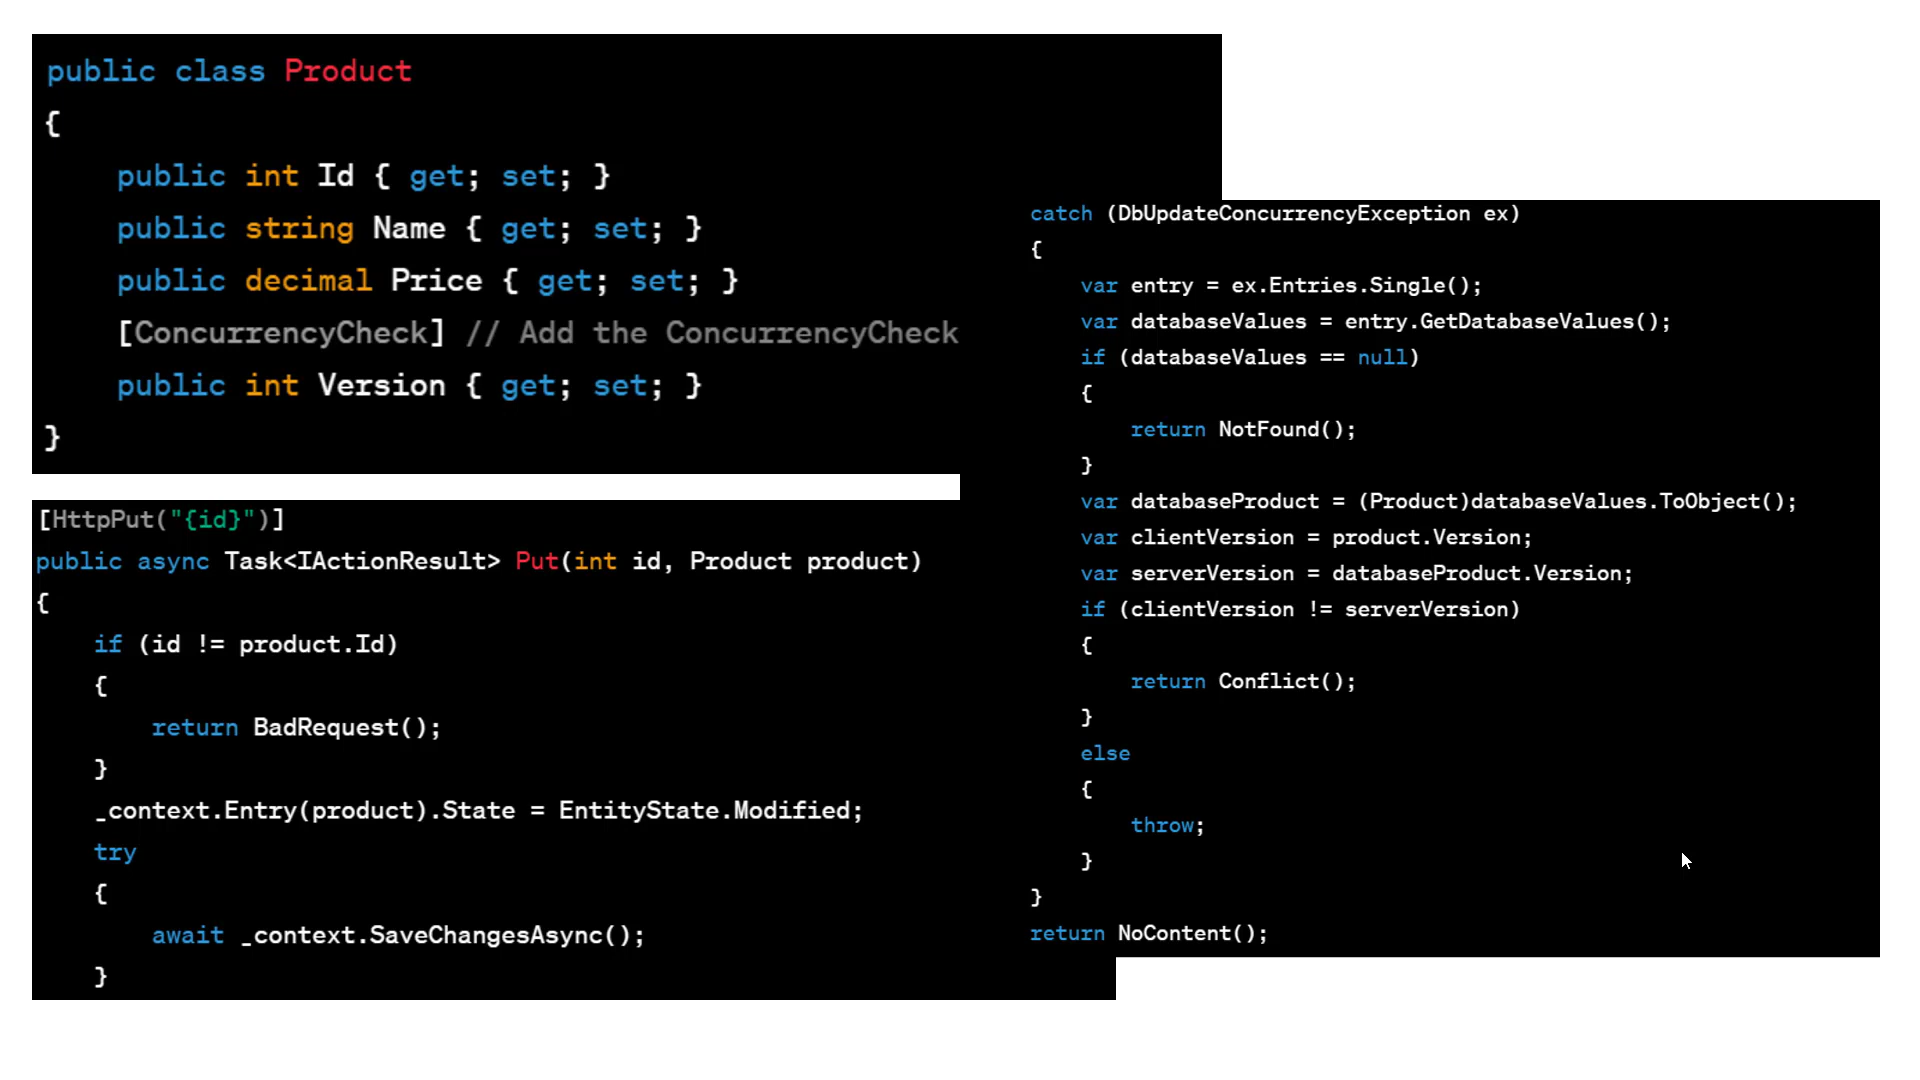 public class Product
{
    public int Id { get; set; }
    public string Name { get; set; }
    public decimal Price { get; set; }
    [ConcurrencyCheck] // Add the ConcurrencyCheck
    public int Version { get; set; }
}
[HttpPut("{id}")]
public async Task<IActionResult> Put(int id, Product product)
{
    if (id != product.Id)
    {
        return BadRequest();
    }
    _context.Entry(product).State = EntityState.Modified;
    try
    {
        await _context.SaveChangesAsync();
    }
catch (DbUpdateConcurrencyException ex)
{
    var entry = ex.Entries.Single();
    var databaseValues = entry.GetDatabaseValues();
    if (databaseValues == null)
    {
        return NotFound();
    }
    var databaseProduct = (Product)databaseValues.ToObject();
    var clientVersion = product.Version;
    var serverVersion = databaseProduct.Version;
    if (clientVersion != serverVersion)
    {
        return Conflict();
    }
    else
    {
        throw;
    }
}
return NoContent();